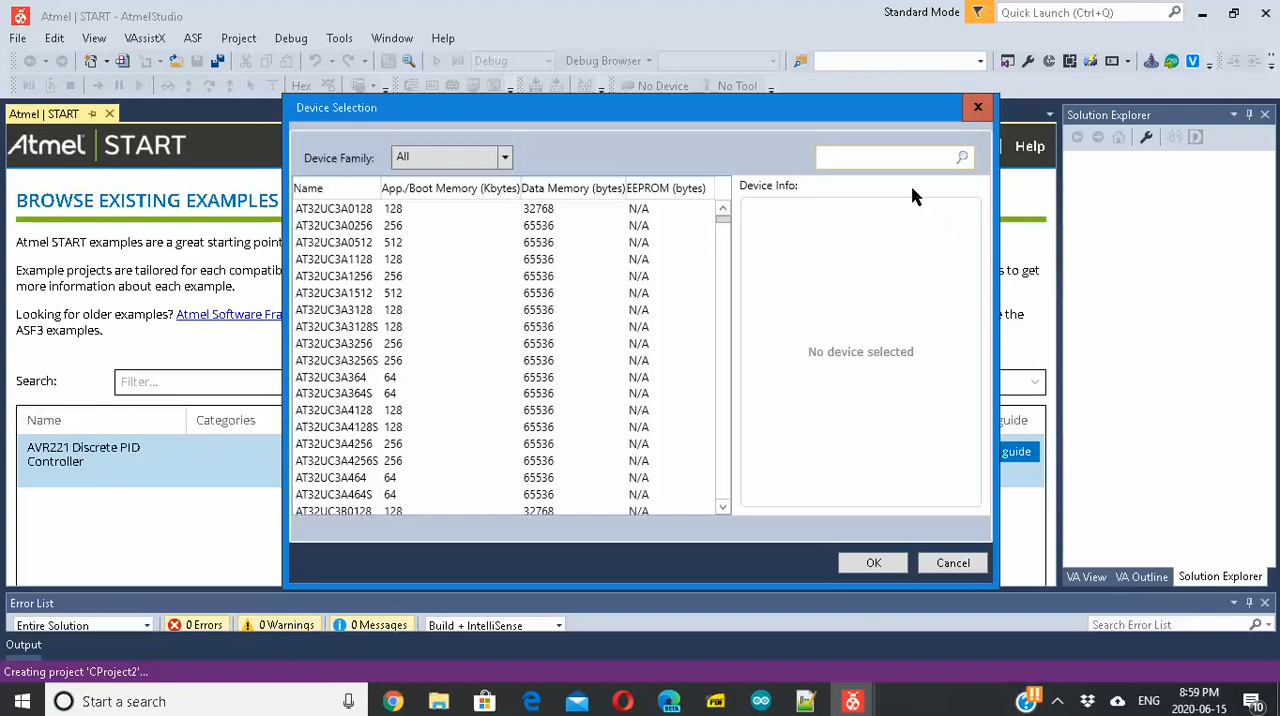 Atmel | START - AtmelStudio
Standard Mode
Quick Launch (Ctrl+Q)
File Edit View VAssistX ASF Project Debug Tools Window Help
Debug Debug Browser
Hex No Device No Tool
Atmel | START
Device Selection
Solution Explorer
Atmel START
Help
Device Family: All
Name App./Boot Memory (Kbytes) Data Memory (bytes) EEPROM (bytes)
Device Info:
AT32UC3A0128 128 32768 N/A
AT32UC3A0256 256 65536 N/A
AT32UC3A0512 512 65536 N/A
AT32UC3A1128 128 65536 N/A
AT32UC3A1256 256 65536 N/A
AT32UC3A1512 512 65536 N/A
AT32UC3A3128 128 65536 N/A
AT32UC3A3128S 128 65536 N/A
AT32UC3A3256 256 65536 N/A
AT32UC3A3256S 256 65536 N/A
AT32UC3A364 64 65536 N/A
AT32UC3A364S 64 65536 N/A
AT32UC3A4128 128 65536 N/A
AT32UC3A4128S 128 65536 N/A
AT32UC3A4256 256 65536 N/A
AT32UC3A4256S 256 65536 N/A
AT32UC3A464 64 65536 N/A
AT32UC3A464S 64 65536 N/A
AT32UC3B0128 128 32768 N/A
No device selected
OK Cancel
BROWSE EXISTING EXAMPLES
Atmel START examples are a great starting point
Example projects are tailored for each compatib
s to get
more information about each example.
Looking for older examples? Atmel Software Fra
e the
ASF3 examples.
Search: Filter...
Name Categories
guide
AVR221 Discrete PID
Controller
guide
VA View VA Outline Solution Explorer
Error List
Entire Solution 0 Errors 0 Warnings 0 Messages Build + IntelliSense
Search Error List
Output
Creating project 'CProject2'...
Start a search
BETA
PDF
ENG
8:59 PM
2020-06-15
10